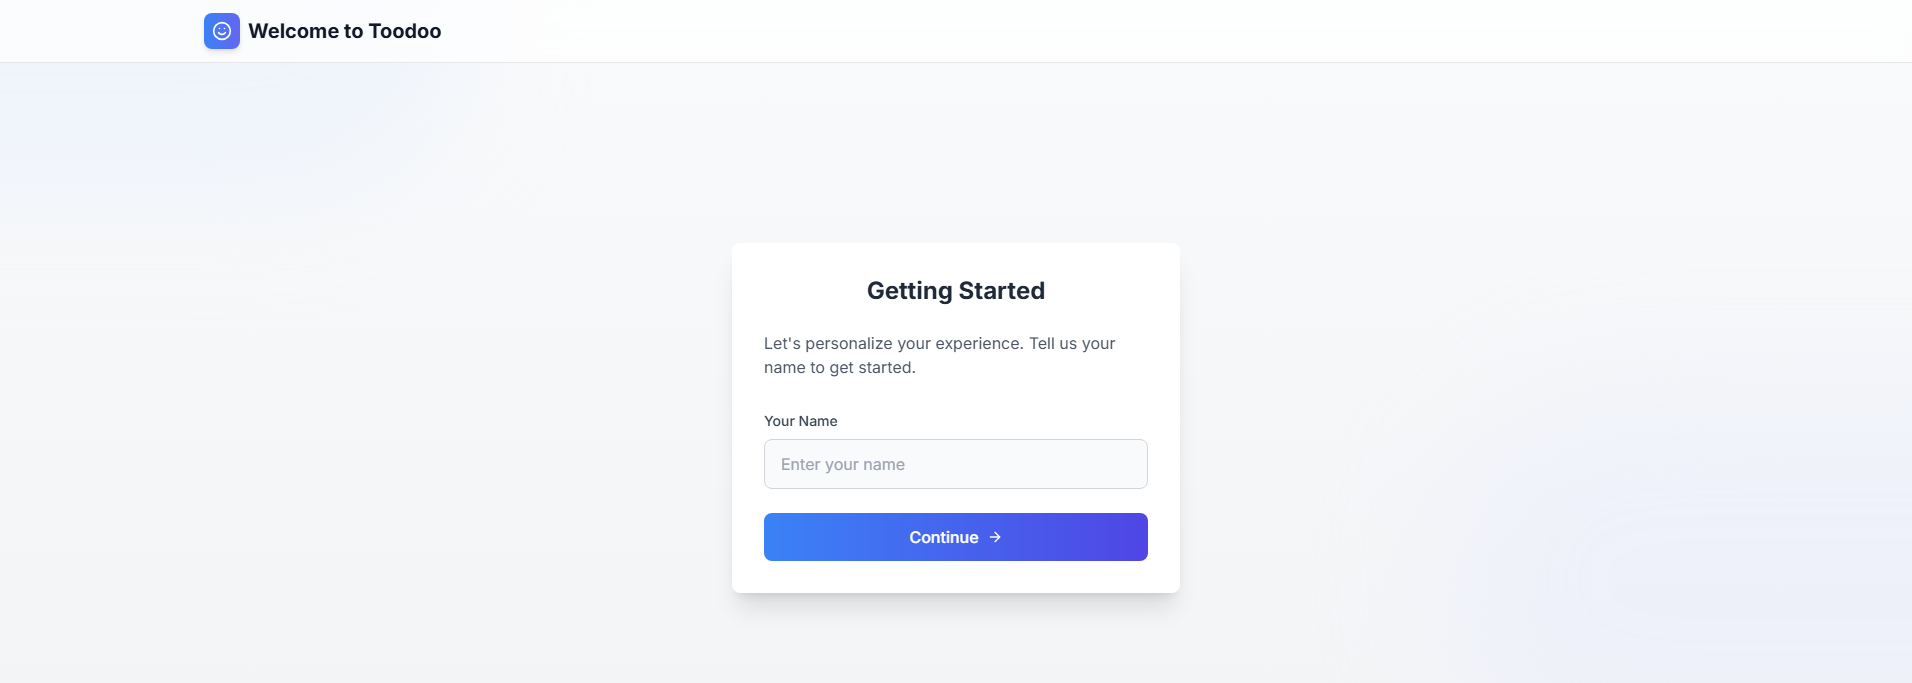 Welcome to Toodoo
Getting Started
Let's personalize your experience. Tell us your
name to get started.
Your Name
Enter your name
Continue →